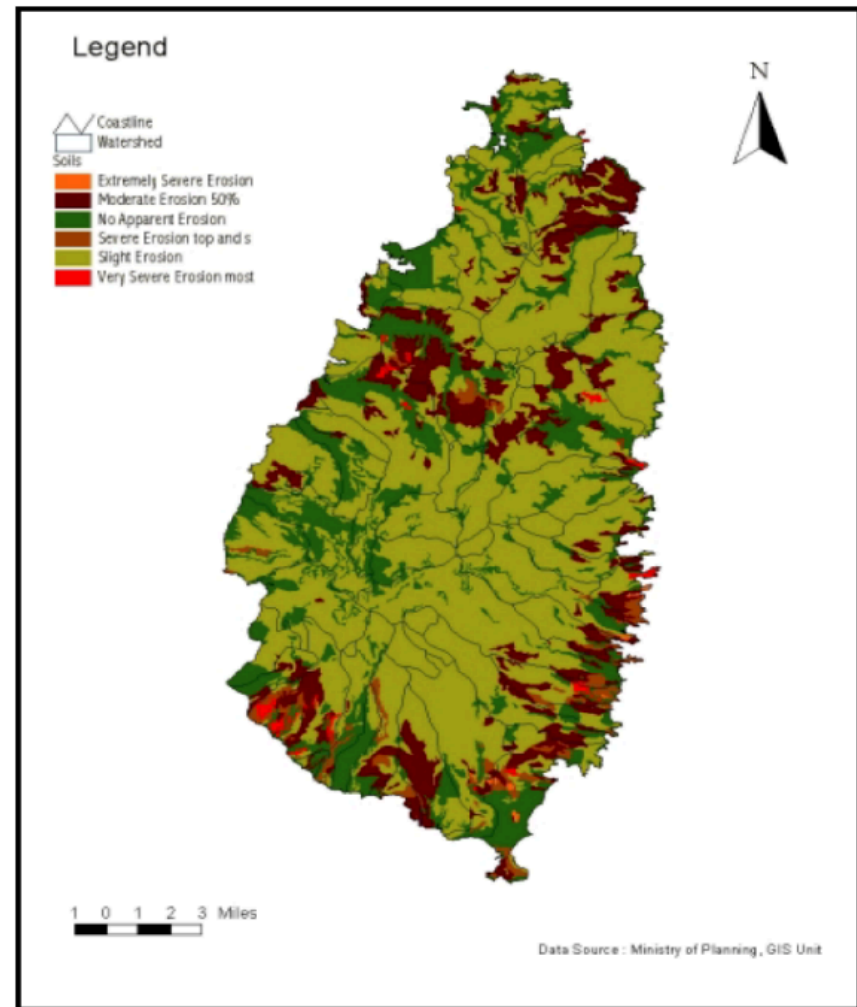 Legend
N
Coastline
Watershed
Soils
Extremely Severe Erosion
Moderate Erosion 50%
No Apparent Erosion
Severe Erosion top and s
Slight Erosion
Very Severe Erosion most
1 0 1 2 3 Miles
Data Source : Ministry of Planning, GIS Unit